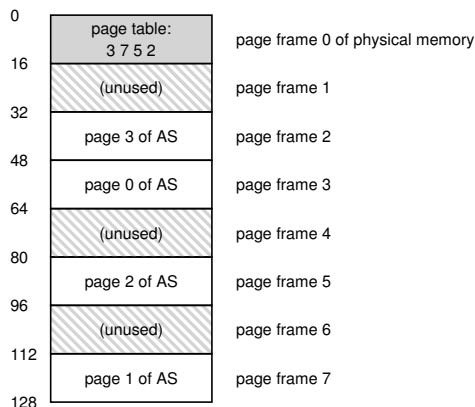 0
page table:
3 7 5 2
page frame 0 of physical memory
16
(unused)
page frame 1
32
page 3 of AS
page frame 2
48
page 0 of AS
page frame 3
64
(unused)
page frame 4
80
page 2 of AS
page frame 5
96
(unused)
page frame 6
112
page 1 of AS
page frame 7
128